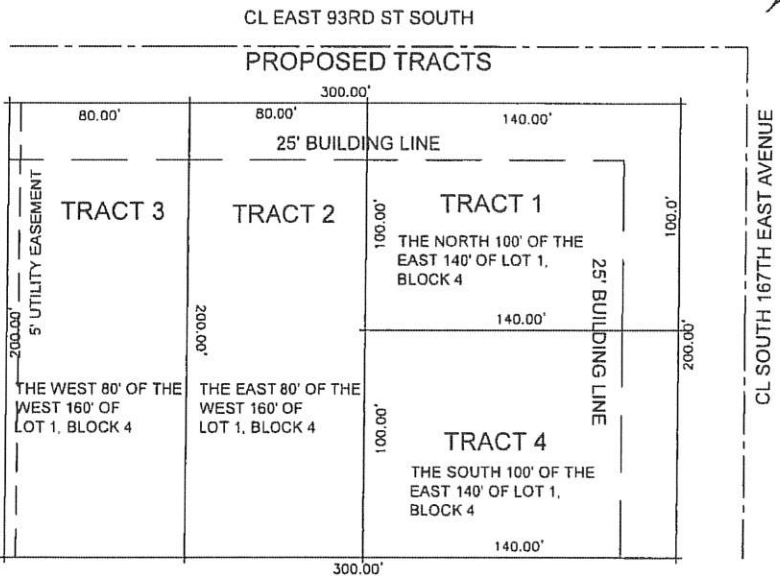 CL EAST 93RD ST SOUTH
PROPOSED TRACTS
300.00'
80.00'
80.00'
140.00'
25' BUILDING LINE
5' UTILITY EASEMENT
TRACT 3
TRACT 2
TRACT 1
100.00'
100.0'
THE NORTH 100' OF THE
EAST 140' OF LOT 1,
BLOCK 4
25' BUILDING LINE
CL SOUTH 167TH EAST AVENUE
200.00'
200.00'
140.00'
200.00'
THE WEST 80' OF THE
WEST 160' OF
LOT 1, BLOCK 4
THE EAST 80' OF THE
WEST 160' OF
LOT 1, BLOCK 4
100.00'
TRACT 4
THE SOUTH 100' OF THE
EAST 140' OF LOT 1,
BLOCK 4
140.00'
300.00'